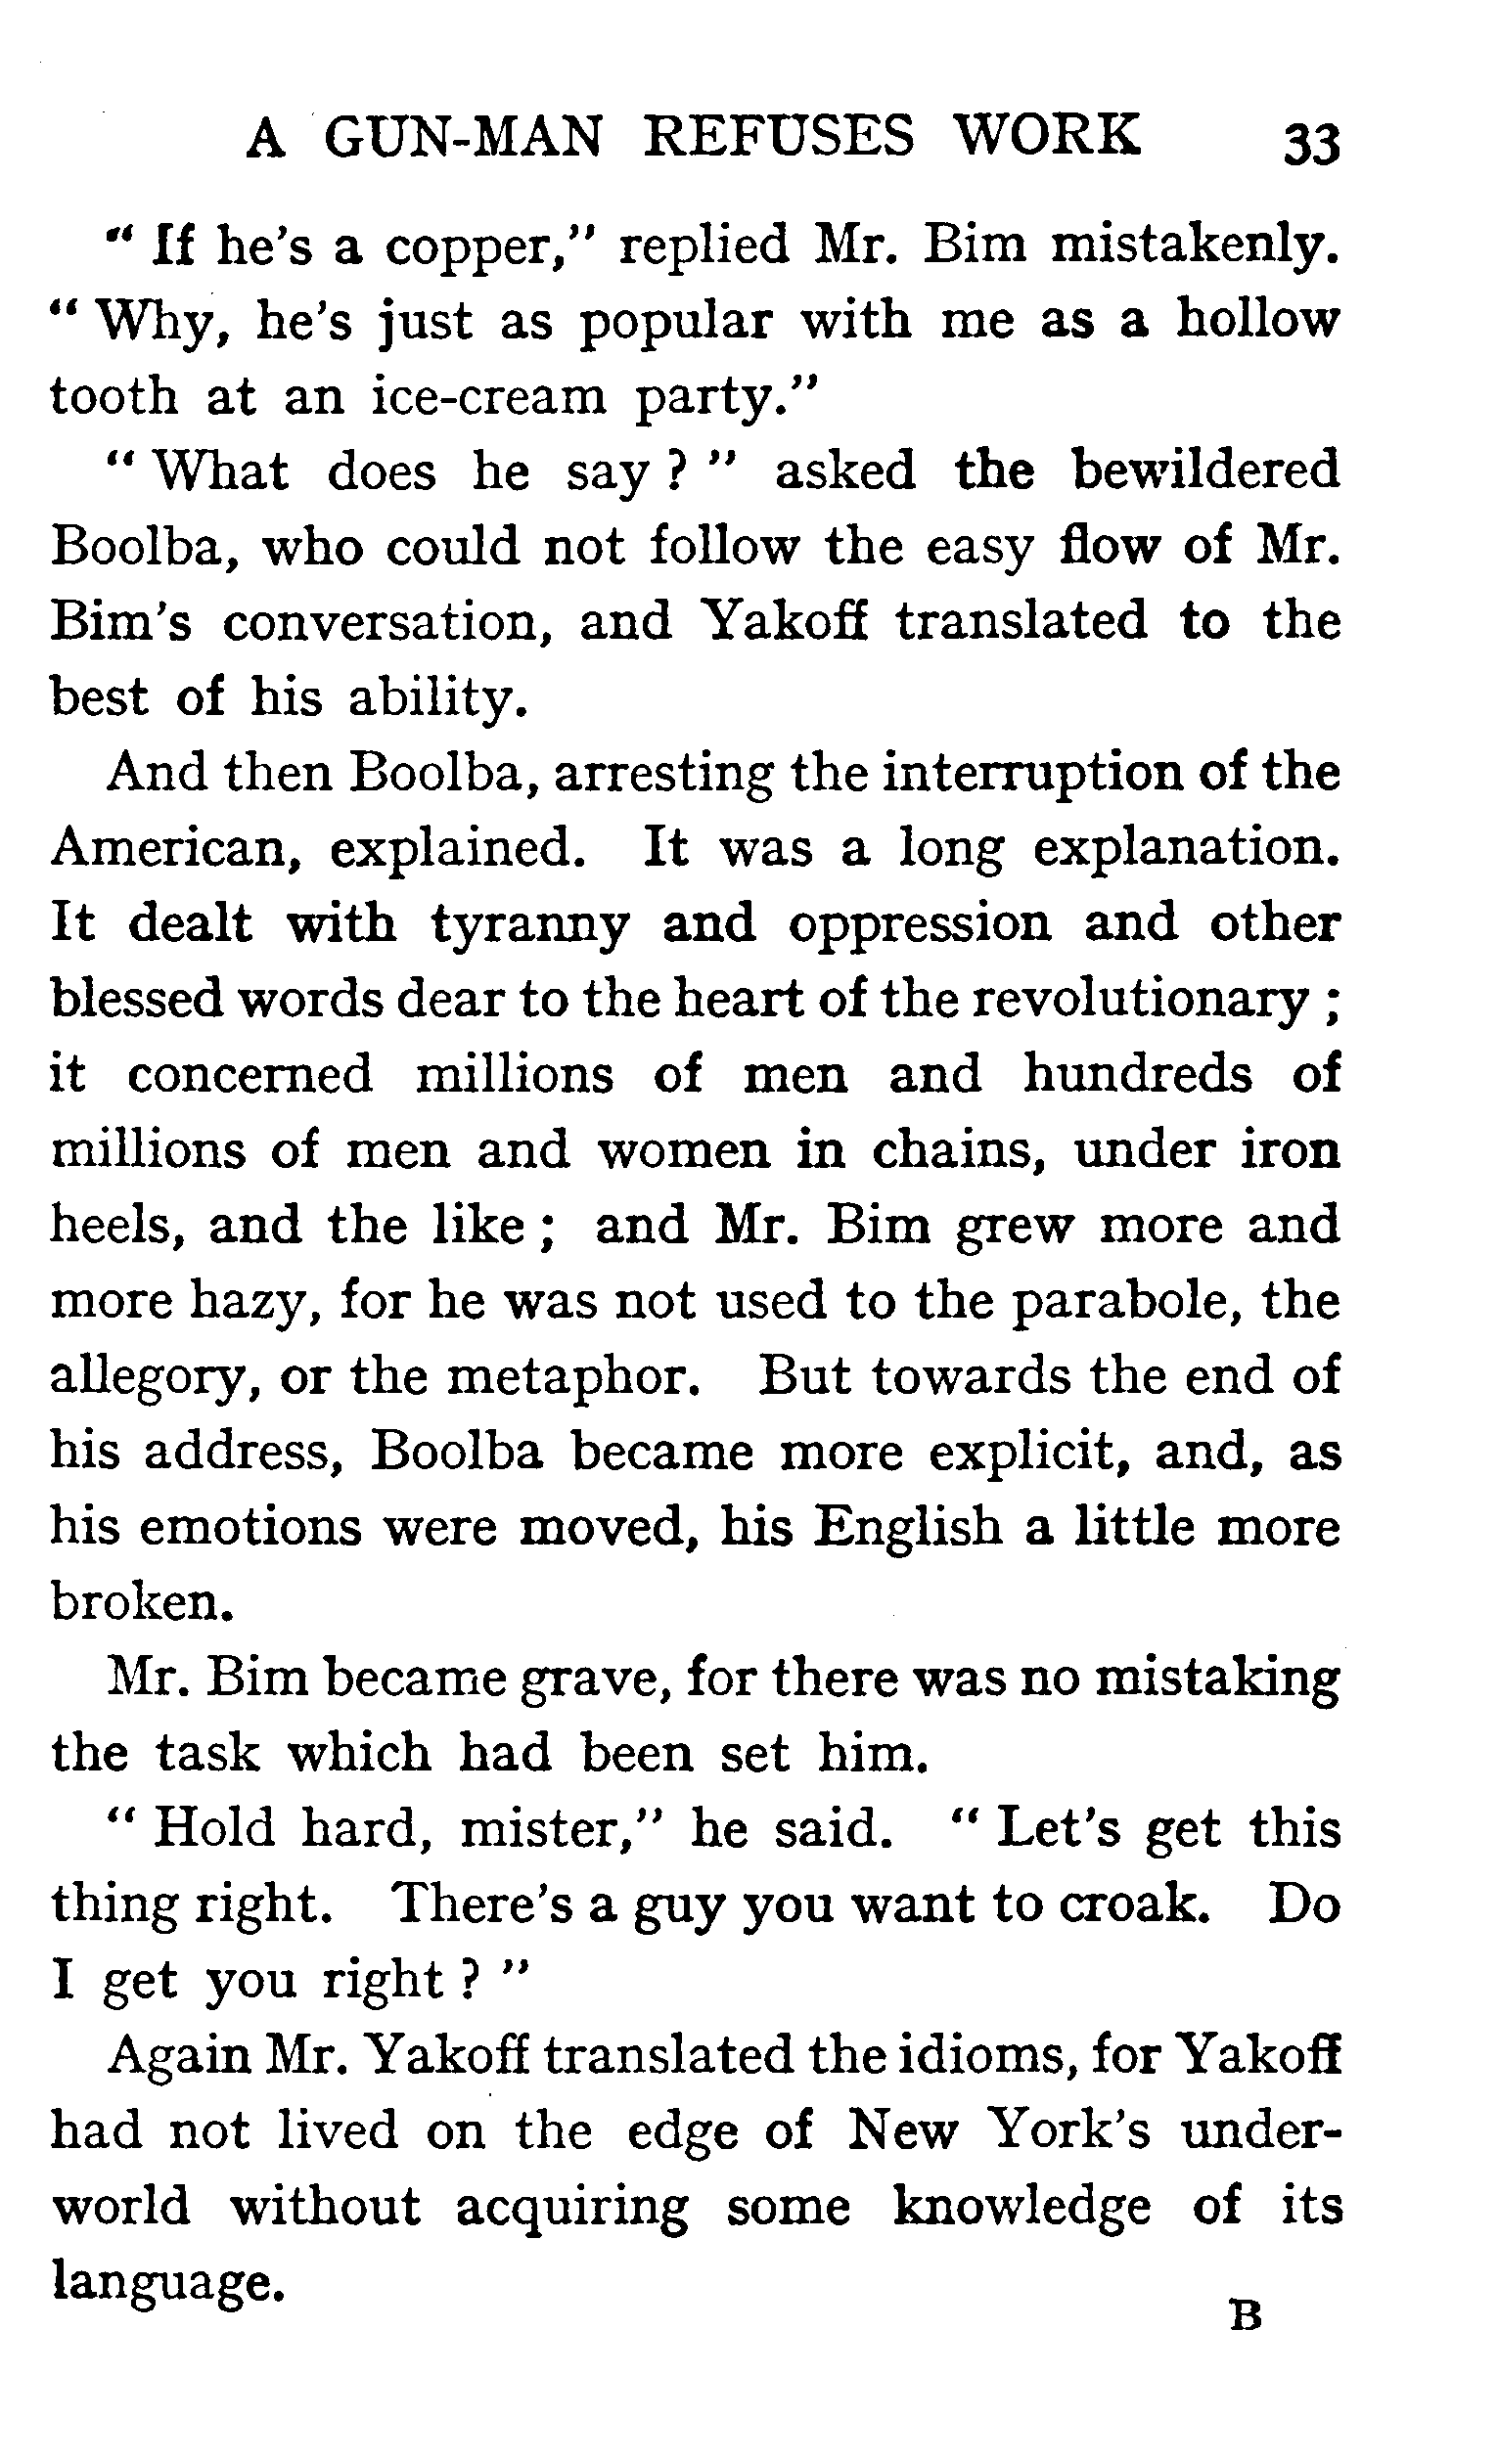 A GUN-MAN REFUSES WORK 33
" If he's a copper," replied Mr. Bim mistakenly.
" Why, he's just as popular with me as a hollow
tooth at an ice-cream party."
" What does he say ? " asked the bewildered
Boolba, who could not follow the easy flow of Mr.
Bim's conversation, and Yakoff translated to the
best of his ability.
And then Boolba, arresting the interruption of the
American, explained. It was a long explanation.
It dealt with tyranny and oppression and other
blessed words dear to the heart of the revolutionary ;
it concerned millions of men and hundreds of
millions of men and women in chains, under iron
heels, and the like ; and Mr. Bim grew more and
more hazy, for he was not used to the parabole, the
allegory, or the metaphor. But towards the end of
his address, Boolba became more explicit, and, as
his emotions were moved, his English a little more
broken.
Mr. Bim became grave, for there was no mistaking
the task which had been set him.
" Hold hard, mister," he said. " Let's get this
thing right. There's a guy you want to croak. Do
I get you right ? "
Again Mr. Yakoff translated the idioms, for Yakoff
had not lived on the edge of New York's under-
world without acquiring some knowledge of its
language.
B